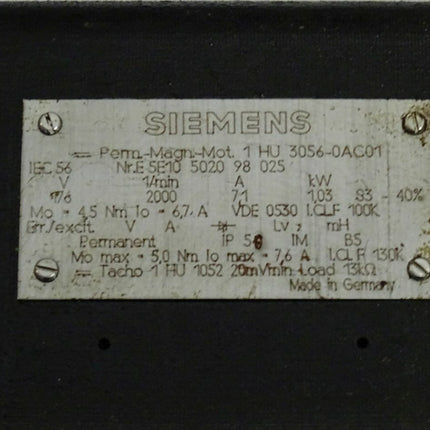 SIEMENS
Perm.-Magn.-Mot. 1 HU 3056-0AC01
IEC 56 Nr.E 5E10 5020 98 025
V 1/min A kW
176 2000 7,1 1,03 S3 - 40%
Mo = 4,5 Nm Io = 6,7 A VDE 0530 I.CL.F 100K
Err/excit. V A Lv, mH
Permanent IP IM B5
Mo max = 5,0 Nm Io max = 7,6 A I.CL.F 130K
Tacho 1 HU 1052 20mV/min Load 13kΩ
Made in Germany